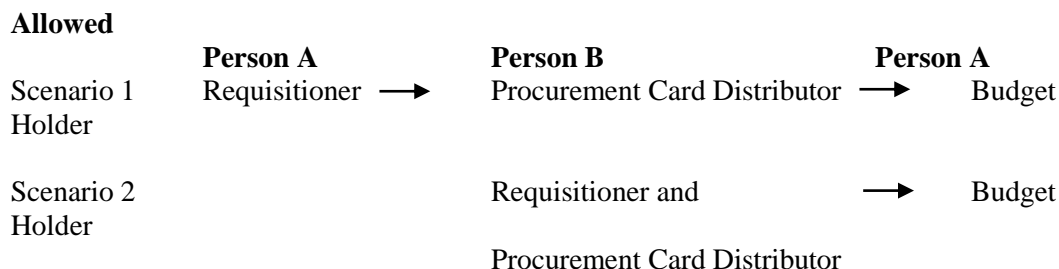 Allowed
Person A Person B Person A
Scenario 1 Requisitioner Procurement Card Distributor Budget
Holder
Scenario 2 Requisitioner and Budget
Holder
Procurement Card Distributor